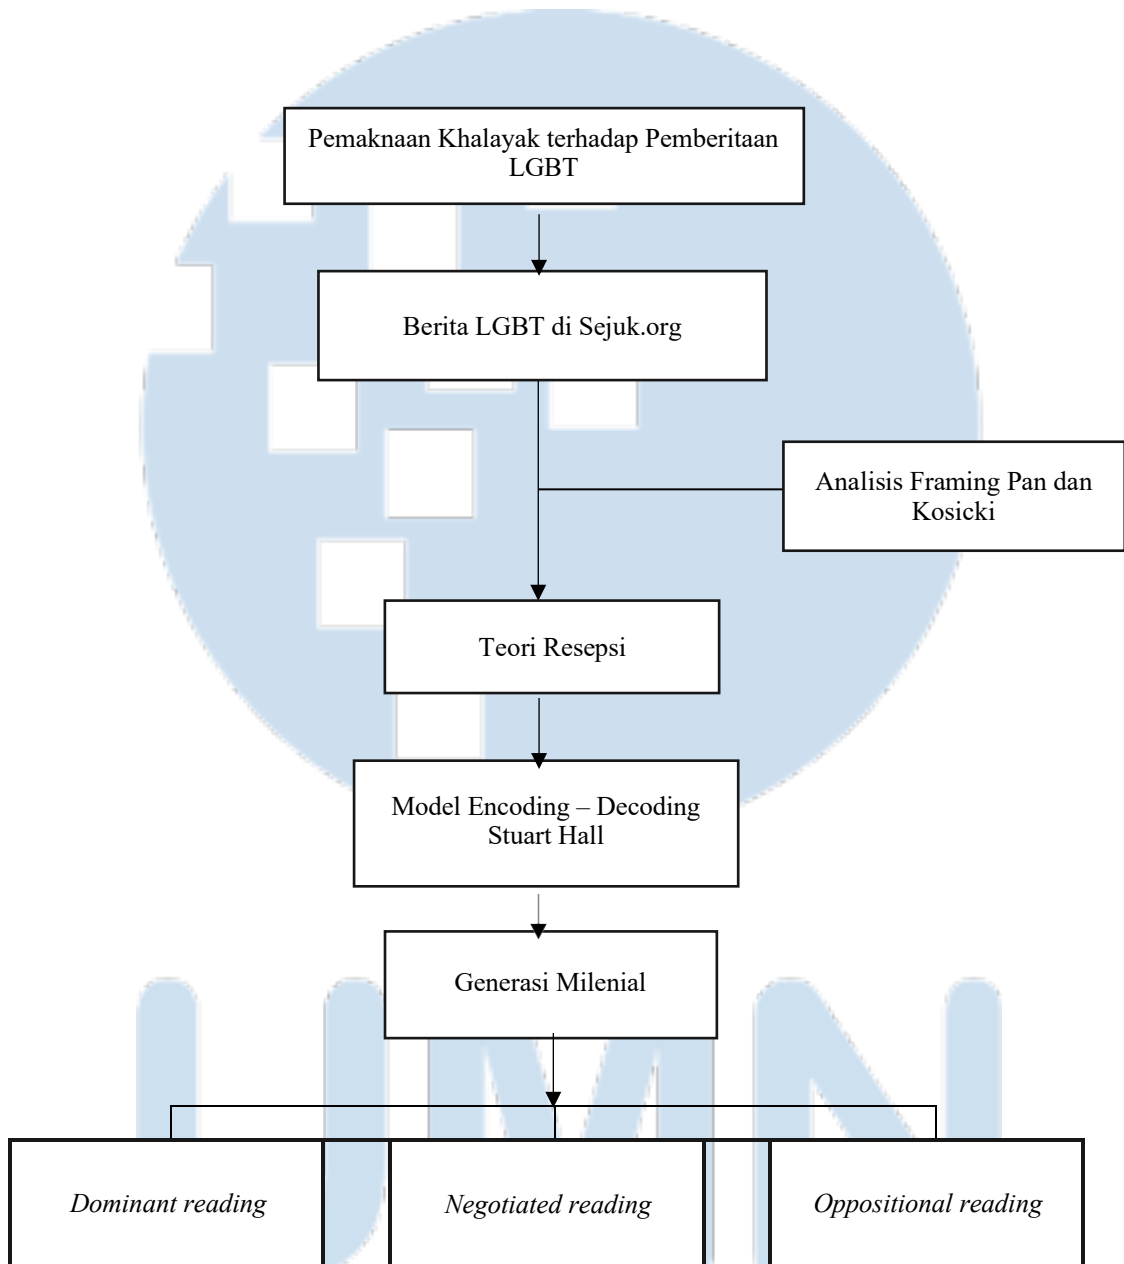 Pemaknaan Khalayak terhadap Pemberitaan
LGBT
Berita LGBT di Sejuk.org
Analisis Framing Pan dan
Kosicki
Teori Resepsi
Model Encoding – Decoding
Stuart Hall
Generasi Milenial
Dominant reading
Negotiated reading
Oppositional reading
UMN